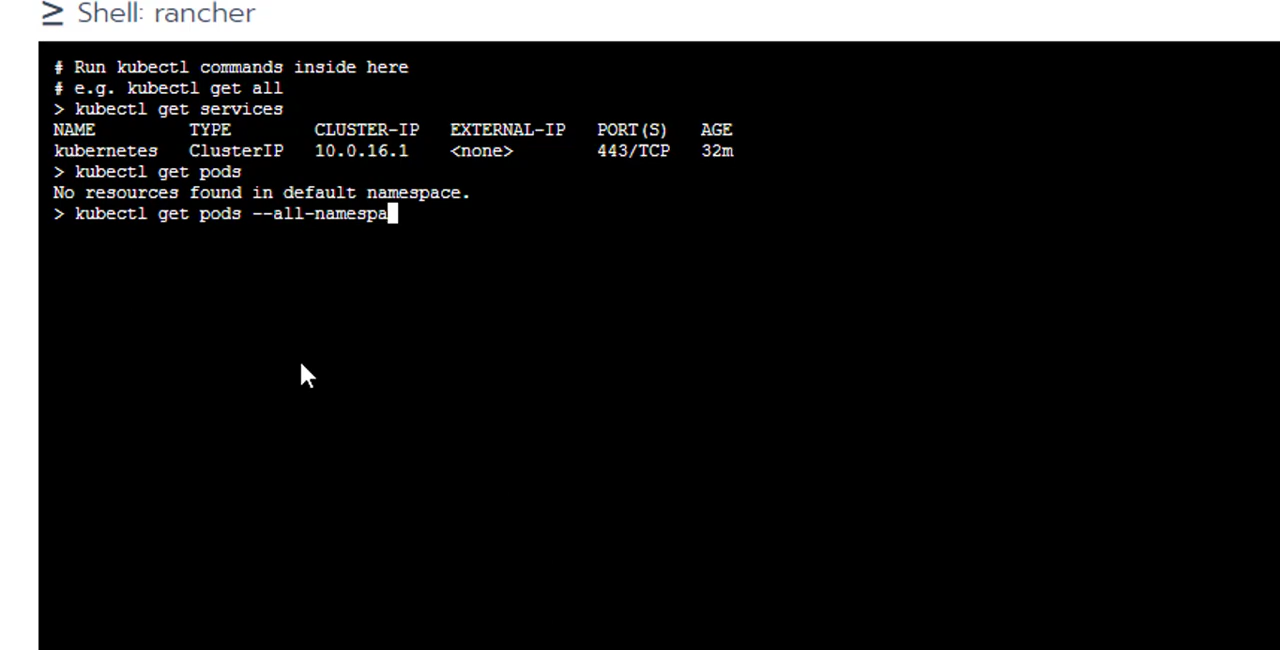 ≥ Shell: rancher
# Run kubectl commands inside here
# e.g. kubectl get all
> kubectl get services
NAME         TYPE        CLUSTER-IP   EXTERNAL-IP   PORT(S)   AGE
kubernetes   ClusterIP   10.0.16.1    <none>        443/TCP   32m
> kubectl get pods
No resources found in default namespace.
> kubectl get pods --all-namespa